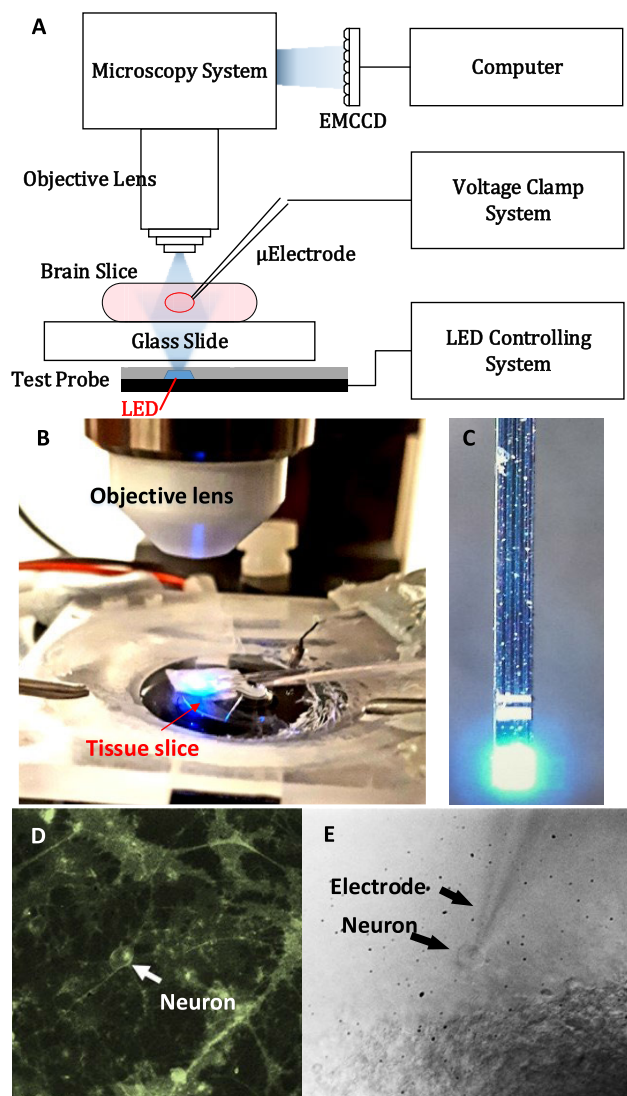 A
Microscopy System
EMCCD
Computer
Objective Lens
Voltage Clamp
System
µElectrode
Brain Slice
Glass Slide
LED Controlling
System
Test Probe
LED
B
Objective lens
Tissue slice
C
D
Neuron
E
Electrode
Neuron